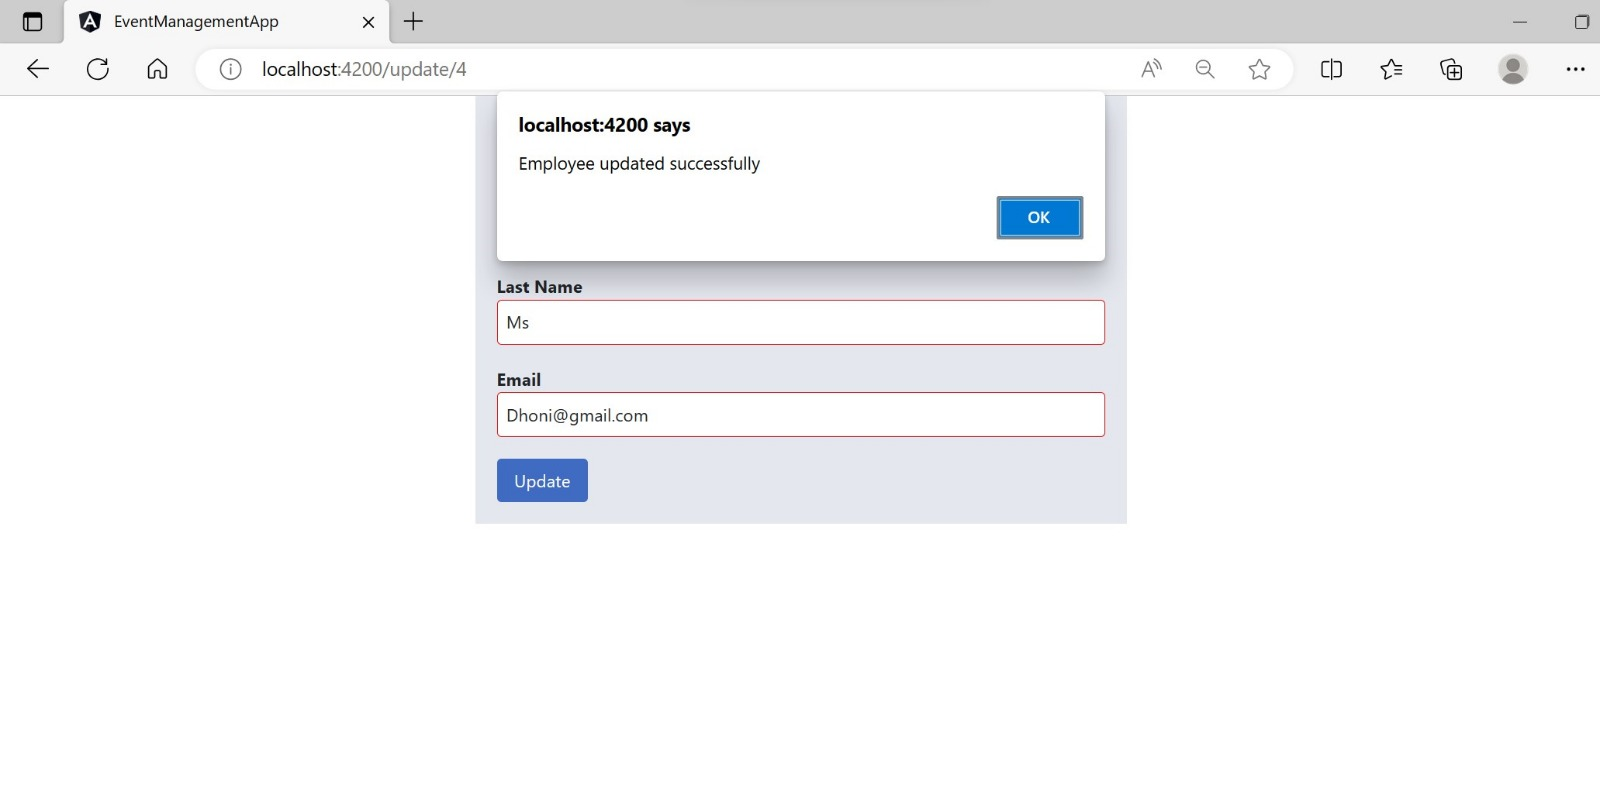 EventManagementApp
localhost:4200/update/4
localhost:4200 says
Employee updated successfully
OK
Last Name
Ms
Email
Dhoni@gmail.com
Update